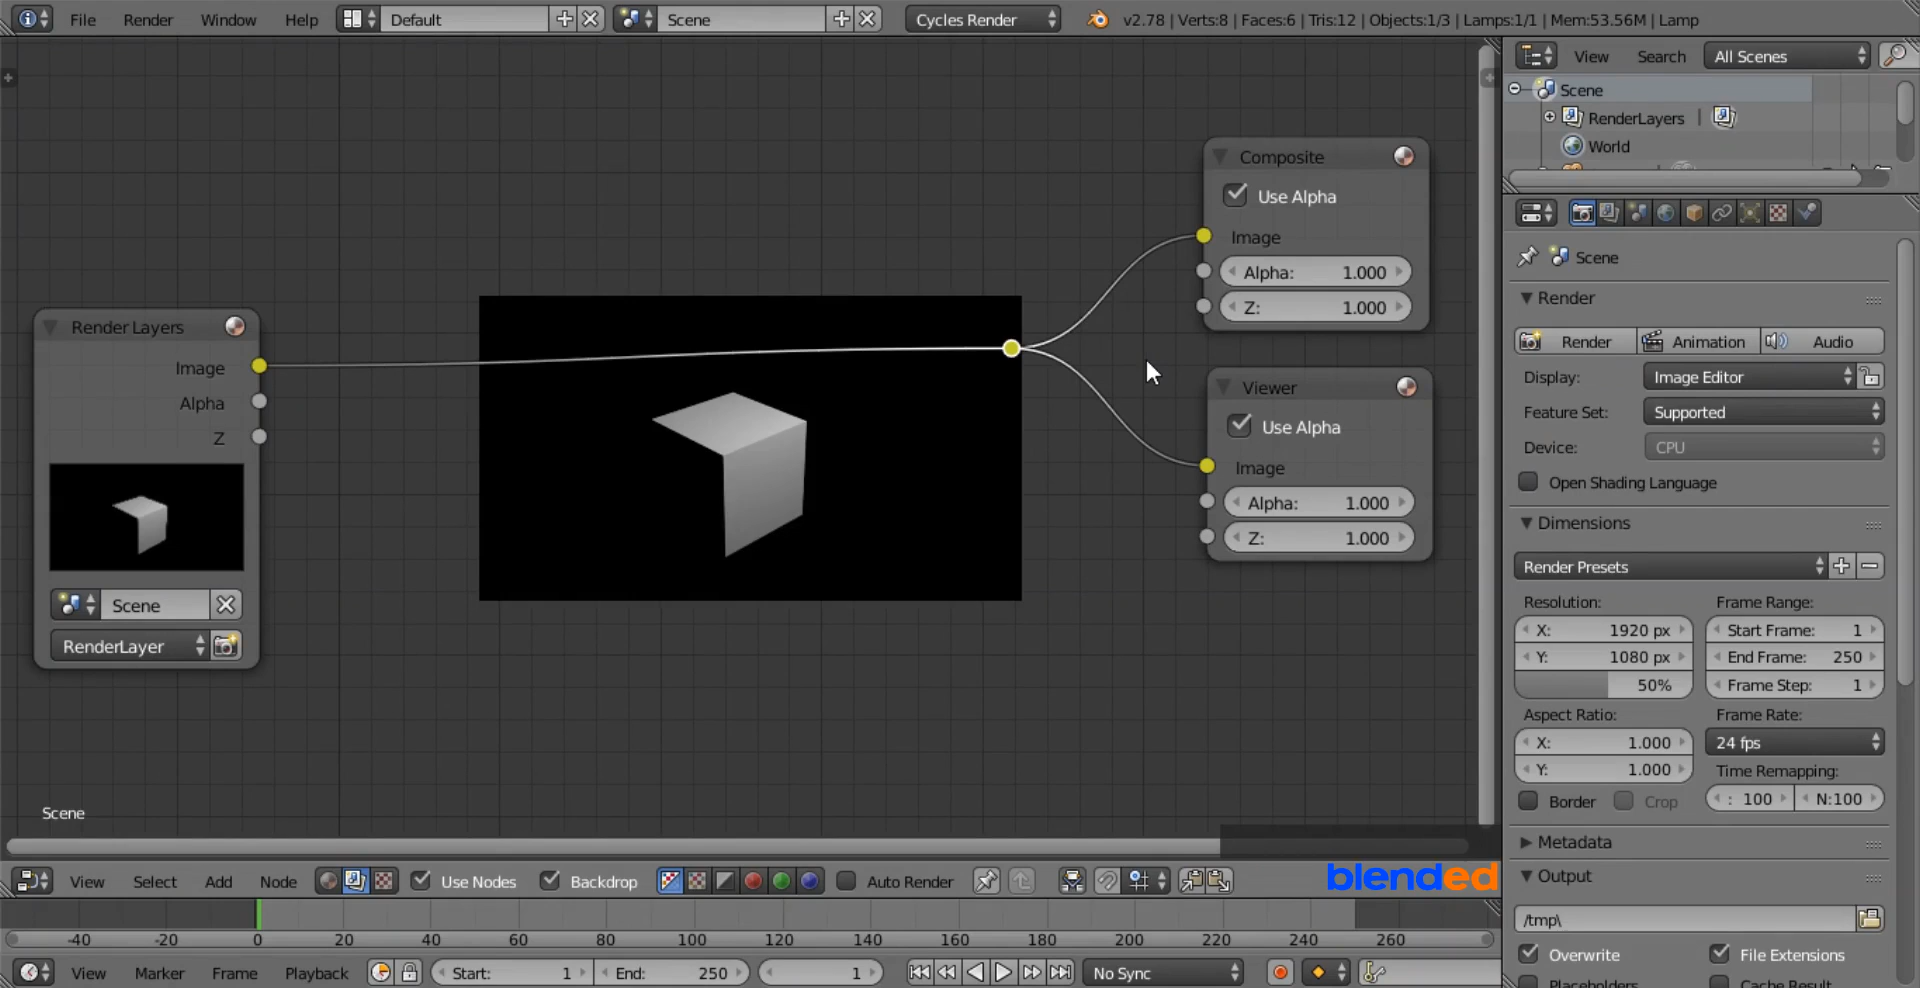 File Render Window Help Default Scene Cycles Render v2.78 | Verts:8 | Faces:6 | Tris:12 | Objects:1/3 | Lamps:1/1 | Mem:53.56M | Lamp
View Search All Scenes
Scene
RenderLayers
World
Composite
Use Alpha
Image
Alpha: 1.000
Z: 1.000
Render Layers
Image
Alpha
Z
Scene
RenderLayer
Viewer
Use Alpha
Image
Alpha: 1.000
Z: 1.000
Scene
Scene
Render
Render Animation Audio
Display: Image Editor
Feature Set: Supported
Device: CPU
Open Shading Language
Dimensions
Render Presets
Resolution: Frame Range:
X: 1920 px Start Frame: 1
Y: 1080 px End Frame: 250
50% Frame Step: 1
Aspect Ratio: Frame Rate:
X: 1.000 24 fps
Y: 1.000 Time Remapping:
Border Crop : 100 N:100
Metadata
Output
/tmp\
Overwrite File Extensions
Placeholders Cache Result
View Select Add Node Use Nodes Backdrop Auto Render
blended
-40 -20 0 20 40 60 80 100 120 140 160 180 200 220 240 260
View Marker Frame Playback Start: 1 End: 250 1 No Sync